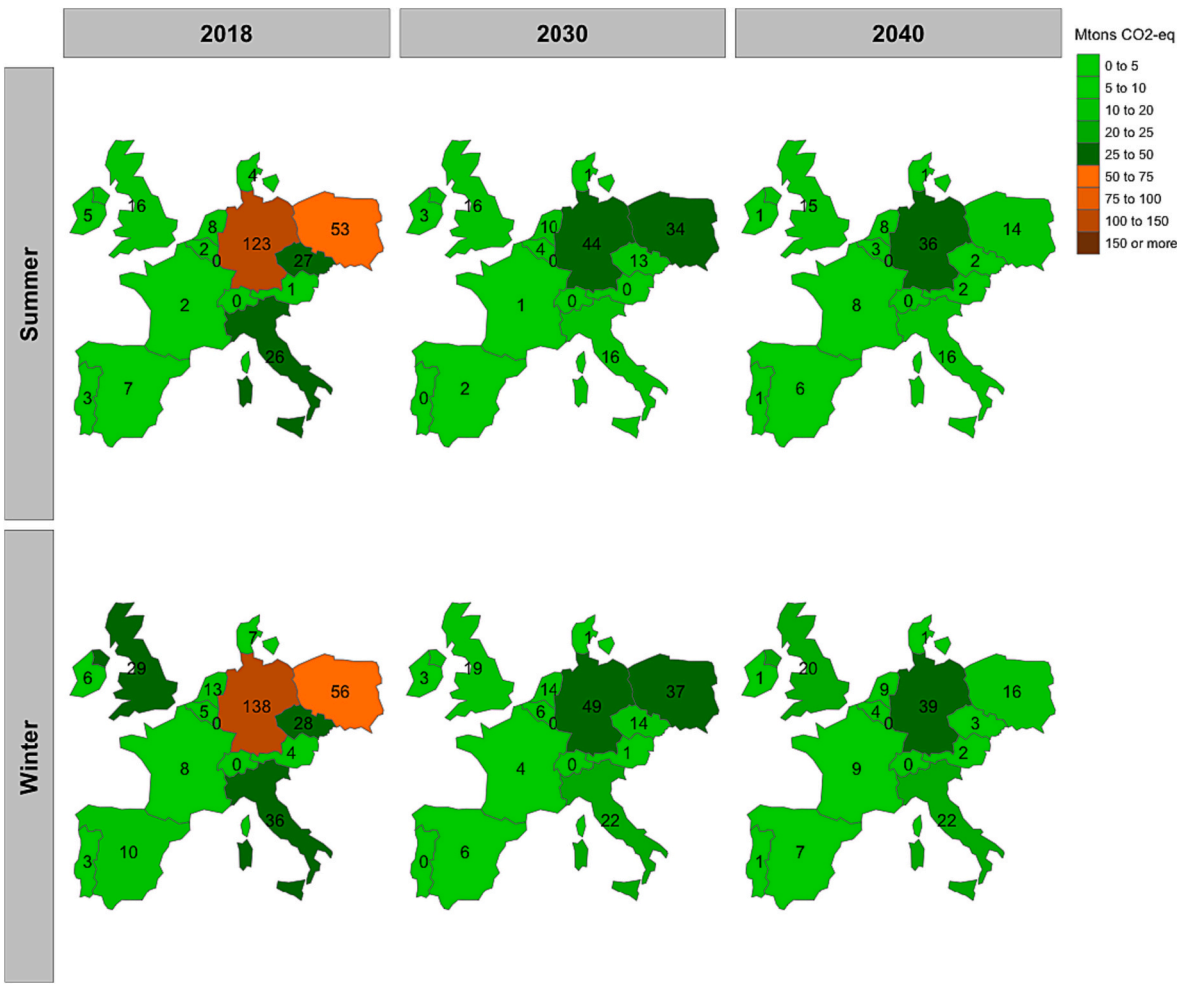 2018 2030 2040
Mtons CO2-eq
0 to 5
5 to 10
10 to 20
20 to 25
25 to 50
50 to 75
75 to 100
100 to 150
150 or more
Summer
4 1 1
5 16 3 16 1 15
8 53 10 34 8 14
2 123 4 44 3 36
0 27 0 13 0 2
0 1 0 0 0 2
2 1 8
26 16 16
3 7 0 2 1 6
Winter
7 1 1
6 29 3 19 1 20
13 56 14 37 9 16
5 138 6 49 4 39
0 28 0 14 0 3
0 4 0 1 0 2
8 4 9
36 22 22
3 10 0 6 1 7